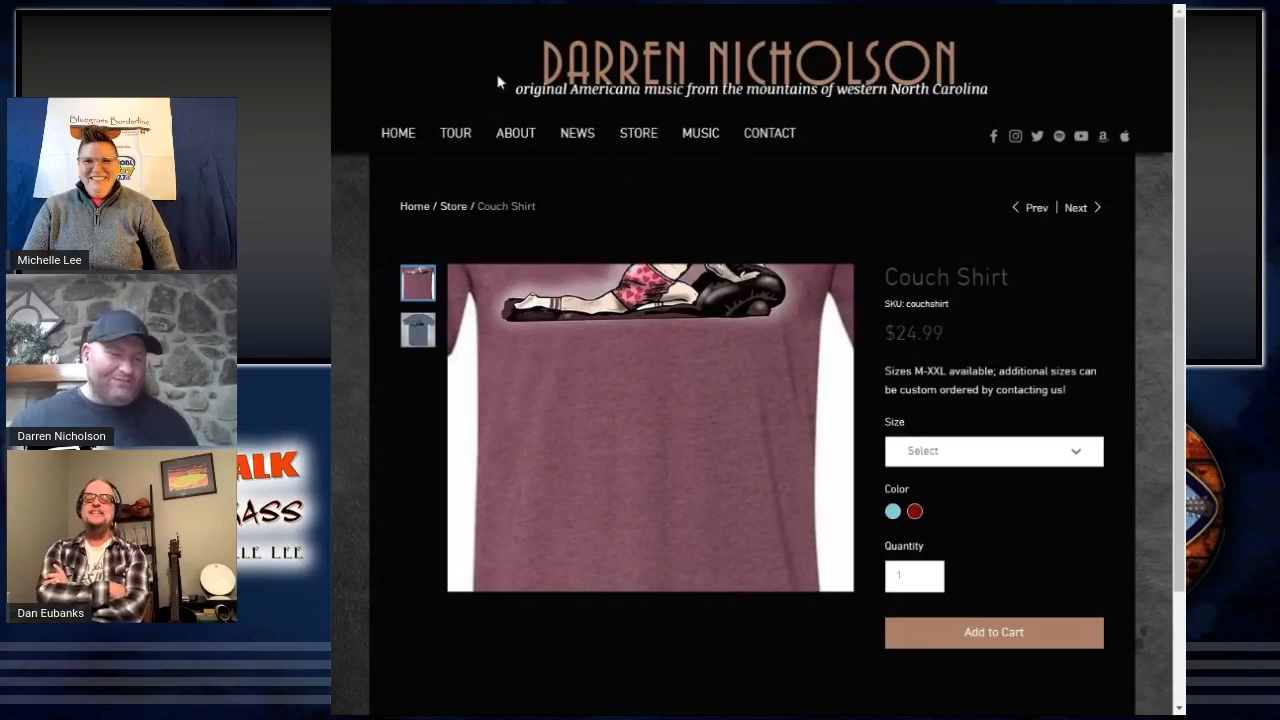 DARREN NICHOLSON
original Americana music from the mountains of western North Carolina
HOME TOUR ABOUT NEWS STORE MUSIC CONTACT
Home / Store / Couch Shirt
Prev | Next
Couch Shirt
SKU: couchshirt
$24.99
Sizes M-XXL available; additional sizes can
be custom ordered by contacting us!
Size
Select
Color
Quantity
1
Add to Cart
Bluegrass Borderline
Michelle Lee
Darren Nicholson
Dan Eubanks
ALK
RASS
LLE LEE